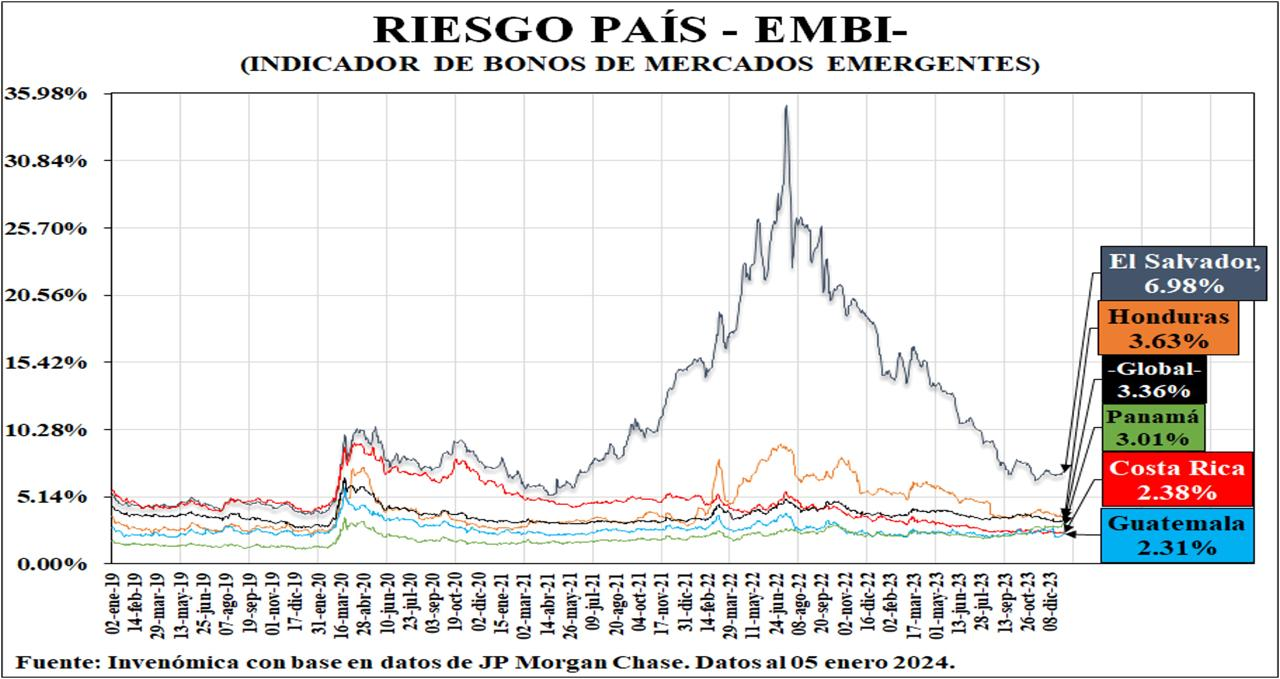 RIESGO PAÍS - EMBI-
(INDICADOR DE BONOS DE MERCADOS EMERGENTES)
35.98%
30.84%
25.70%
20.56%
15.42%
10.28%
5.14%
0.00%
El Salvador,
6.98%
Honduras
3.63%
-Global-
3.36%
Panamá
3.01%
Costa Rica
2.38%
Guatemala
2.31%
02-ene-19
14-feb-19
29-mar-19
13-may-19
25-jun-19
07-ago-19
19-sep-19
04-nov-19
17-dic-19
31-ene-20
16-mar-20
28-abr-20
10-jun-20
23-jul-20
03-sep-20
19-oct-20
02-dic-20
15-ene-21
02-mar-21
14-abr-21
26-may-21
09-jul-21
20-ago-21
04-oct-21
17-nov-21
31-dic-21
14-feb-22
29-mar-22
11-may-22
24-jun-22
08-ago-22
20-sep-22
02-nov-22
16-dic-22
02-feb-23
17-mar-23
01-may-23
13-jun-23
28-jul-23
13-sep-23
26-oct-23
08-dic-23
Fuente: Invenómica con base en datos de JP Morgan Chase. Datos al 05 enero 2024.